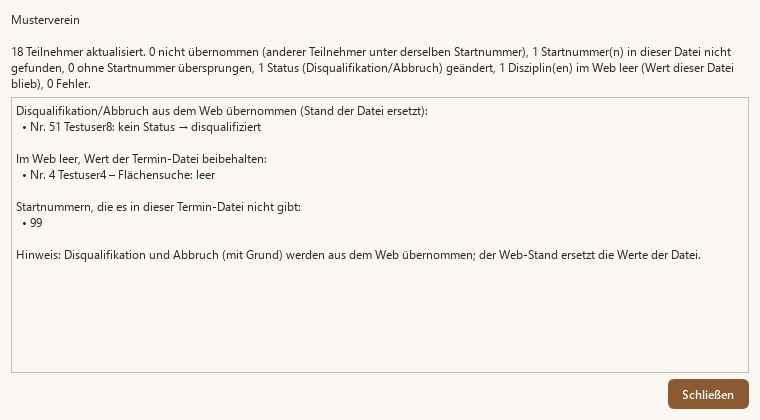 Musterverein
18 Teilnehmer aktualisiert. 0 nicht übernommen (anderer Teilnehmer unter derselben Startnummer), 1 Startnummer(n) in dieser Datei nicht
gefunden, 0 ohne Startnummer übersprungen, 1 Status (Disqualifikation/Abbruch) geändert, 1 Disziplin(en) im Web leer (Wert dieser Datei
blieb), 0 Fehler.
Disqualifikation/Abbruch aus dem Web übernommen (Stand der Datei ersetzt):
• Nr. 51 Testuser8: kein Status → disqualifiziert
Im Web leer, Wert der Termin-Datei beibehalten:
• Nr. 4 Testuser4 – Flächensuche: leer
Startnummern, die es in dieser Termin-Datei nicht gibt:
• 99
Hinweis: Disqualifikation und Abbruch (mit Grund) werden aus dem Web übernommen; der Web-Stand ersetzt die Werte der Datei.
Schließen